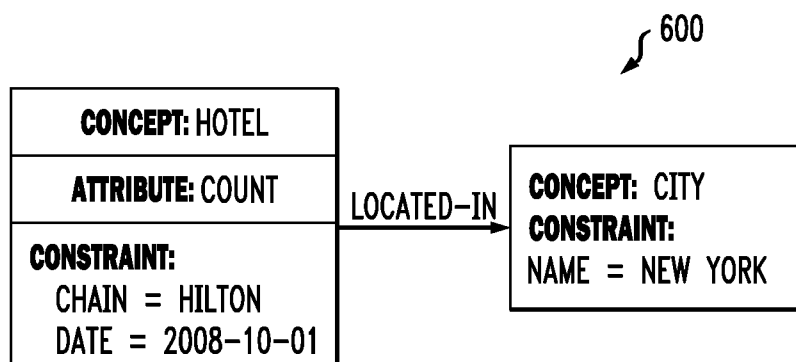 600
CONCEPT: HOTEL
ATTRIBUTE: COUNT
CONSTRAINT:
CHAIN = HILTON
DATE = 2008-10-01
LOCATED-IN
CONCEPT: CITY
CONSTRAINT:
NAME = NEW YORK